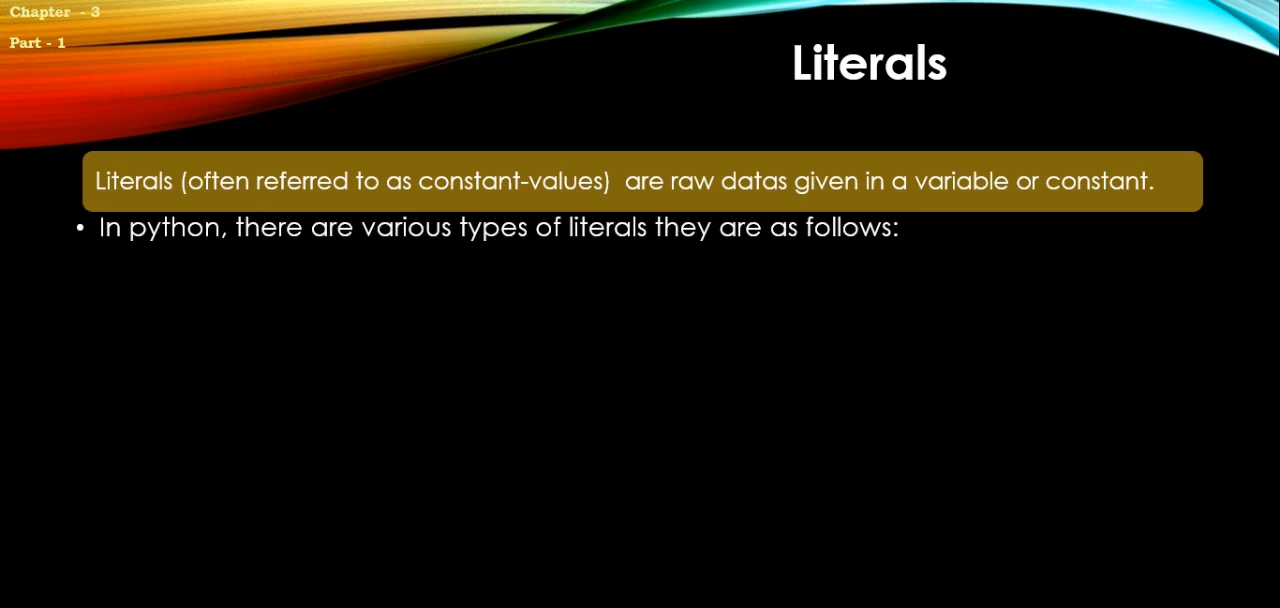 Chapter - 3
Part - 1
Literals
Literals (often referred to as constant-values) are raw datas given in a variable or constant.
• In python, there are various types of literals they are as follows: